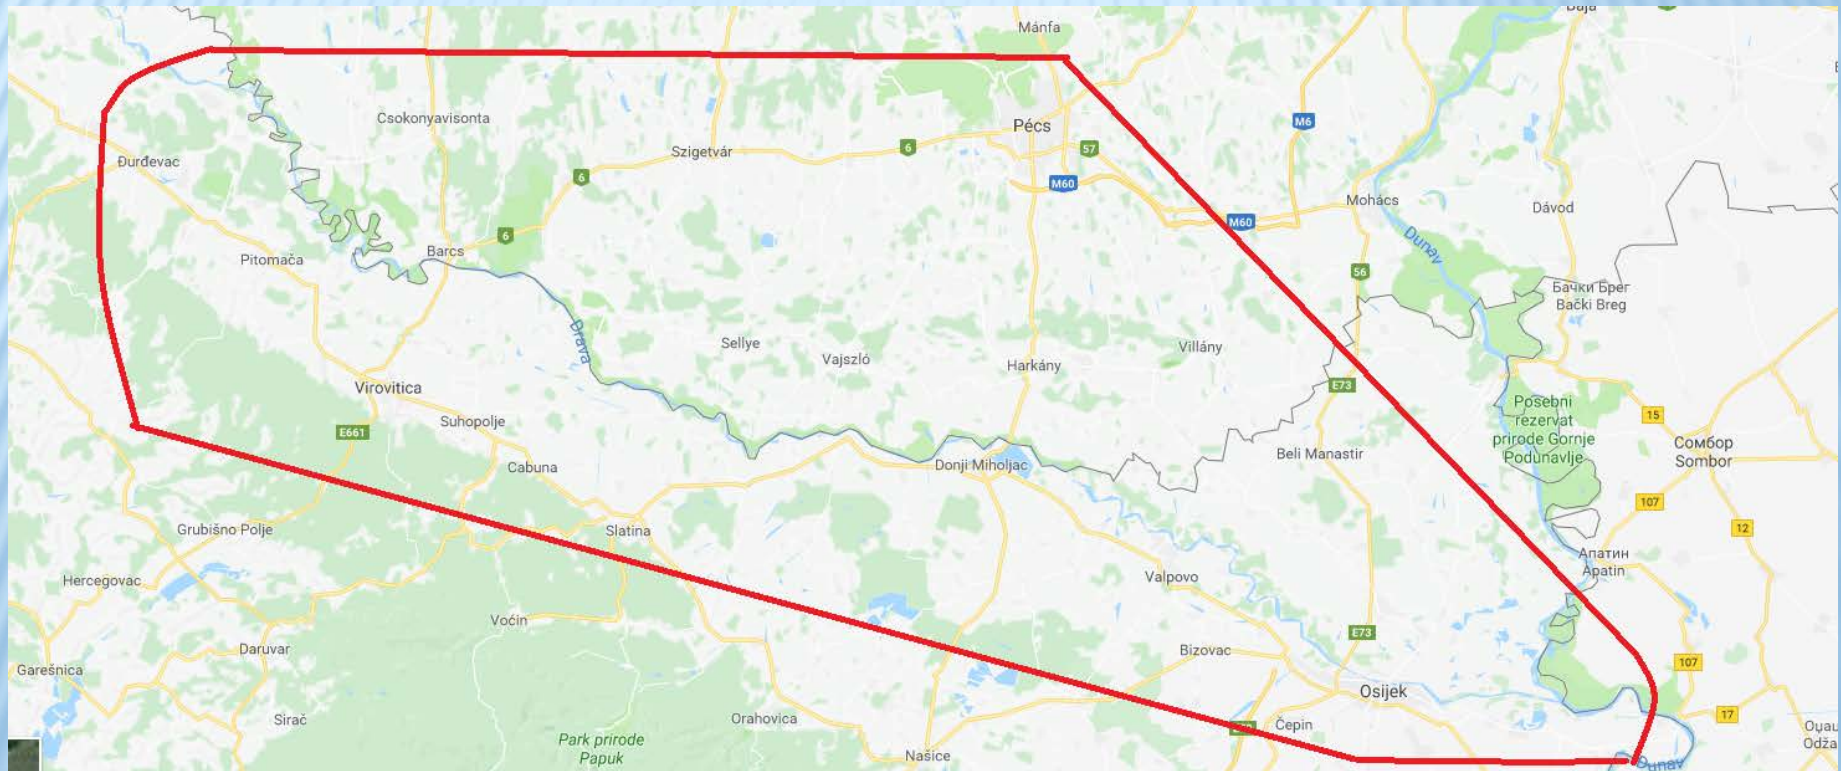 Baja
Mánfa
Csokonyavisonta
Pécs
M6
Đurđevac
Szigetvár
6
57
6
M60
Mohács
Dávod
6
M60
Dunav
Barcs
Pitomača
56
Бачки Брег
Bački Breg
Drava
Sellye
Vajszló
Harkány
Villány
Virovitica
E73
Suhopolje
E661
Posebni
rezervat
prirode Gornje
Podunavlje
15
Сомбор
Sombor
Cabuna
Donji Miholjac
Beli Manastir
107
Grubišno Polje
Slatina
12
Апатин
Apatin
Hercegovac
Valpovo
Voćin
E73
Daruvar
Bizovac
107
Garešnica
Osijek
Sirač
Orahovica
Čepin
17
Park prirode
Papuk
Našice
Dunav